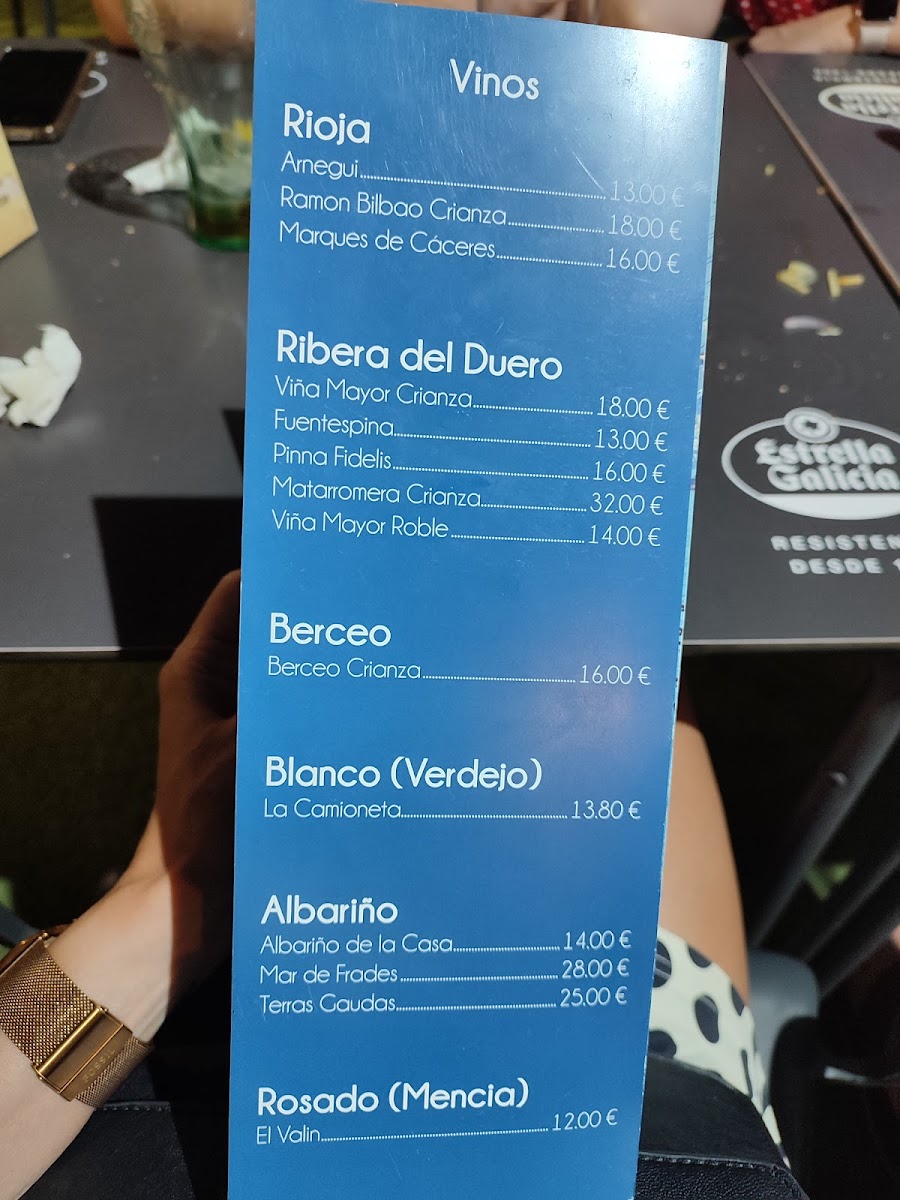 Vinos
Rioja
Arnegui 13.00 €
Ramon Bilbao Crianza 18.00 €
Marques de Cáceres 16.00 €
Ribera del Duero
Viña Mayor Crianza 18.00 €
Fuentespina 13.00 €
Pinna Fidelis 16.00 €
Matarromera Crianza 32.00 €
Viña Mayor Roble 14.00 €
Berceo
Berceo Crianza 16.00 €
Blanco (Verdejo)
La Camioneta 13.80 €
Albariño
Albariño de la Casa 14.00 €
Mar de Frades 28.00 €
Terras Gaudas 25.00 €
Rosado (Mencia)
El Valin 12.00 €
Estrella
Galicia
RESISTEN
DESDE 1